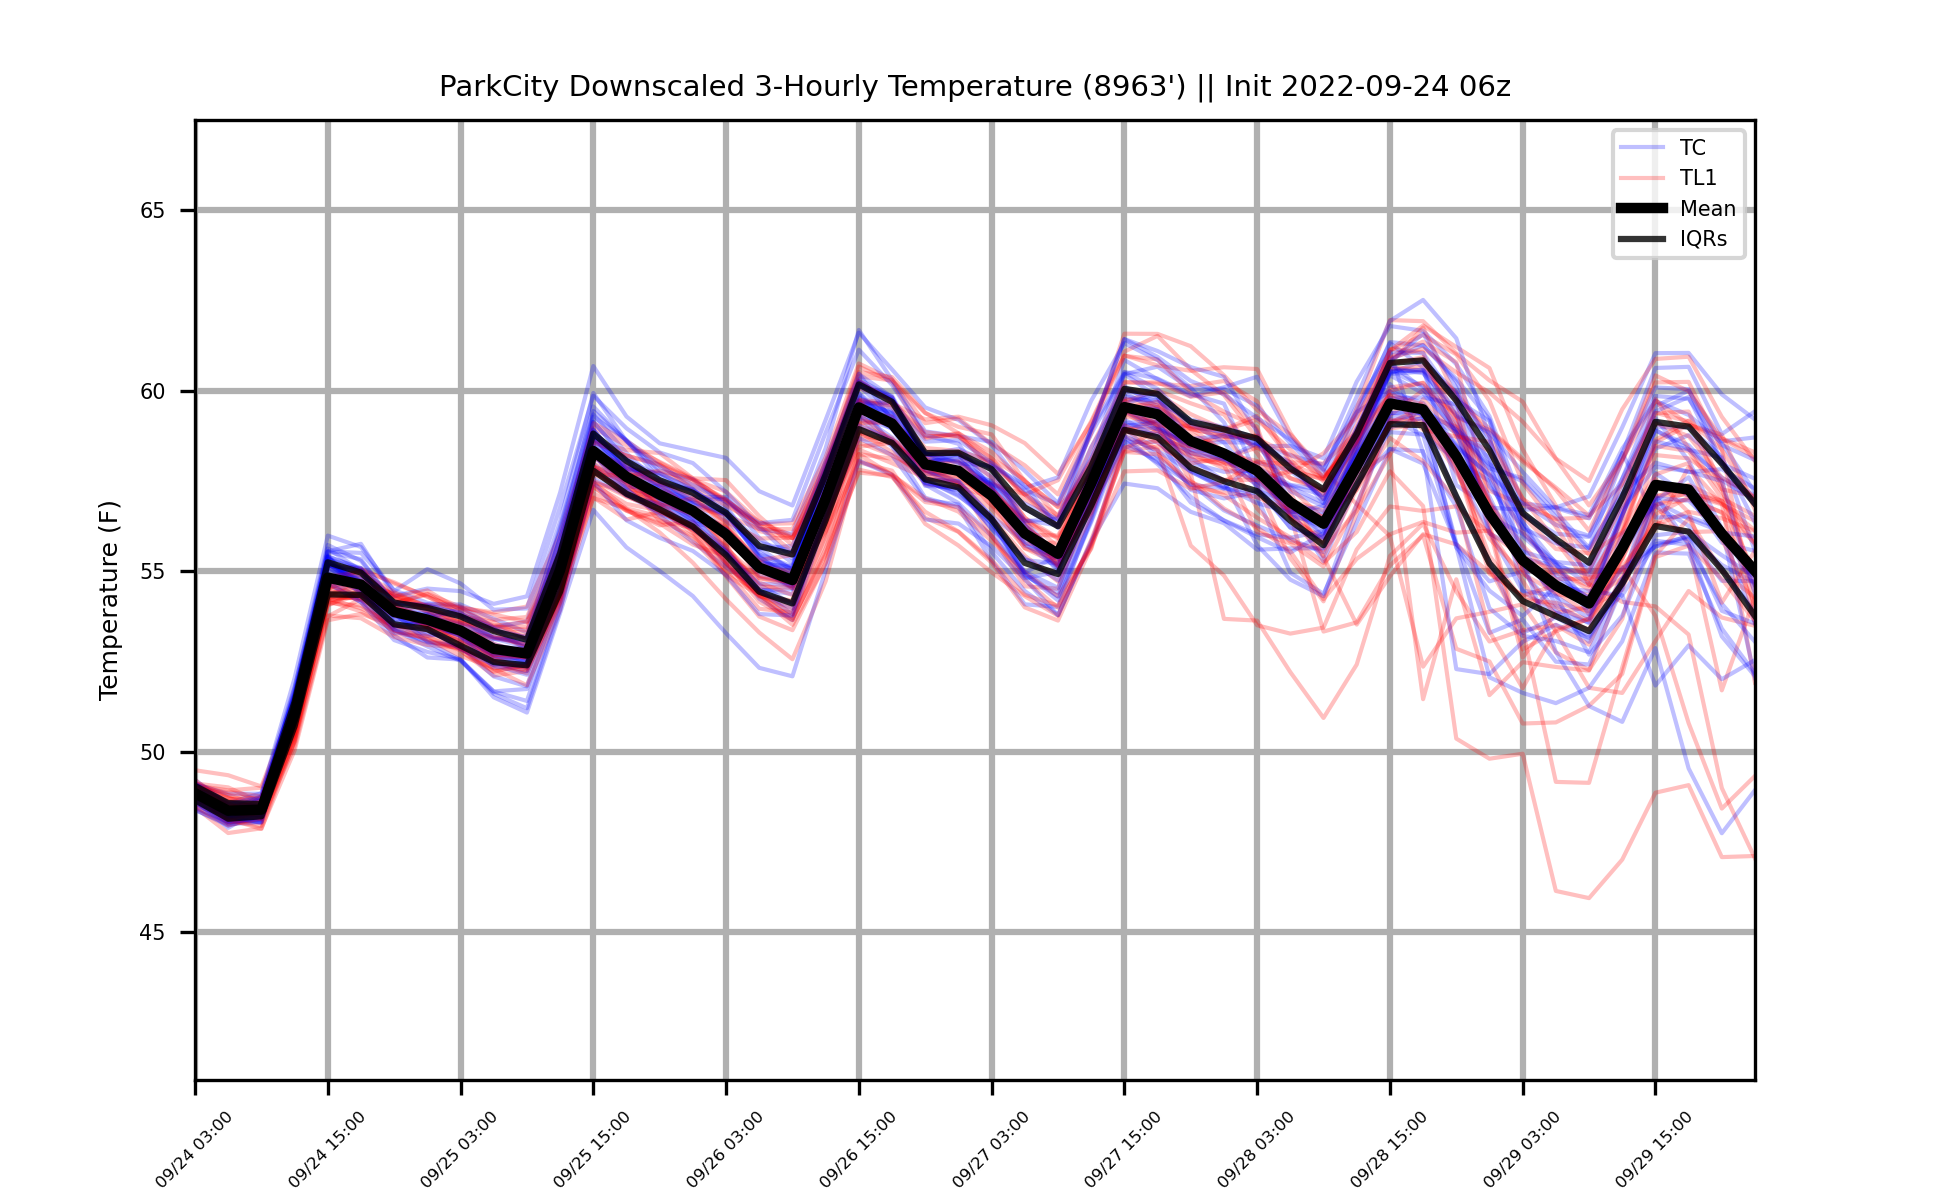 ParkCity Downscaled 3-Hourly Temperature (8963') || Init 2022-09-24 06z
TC
TL1
Mean
IQRs
Temperature (F)
65
60
55
50
45
09/24 03:00
09/24 15:00
09/25 03:00
09/25 15:00
09/26 03:00
09/26 15:00
09/27 03:00
09/27 15:00
09/28 03:00
09/28 15:00
09/29 03:00
09/29 15:00